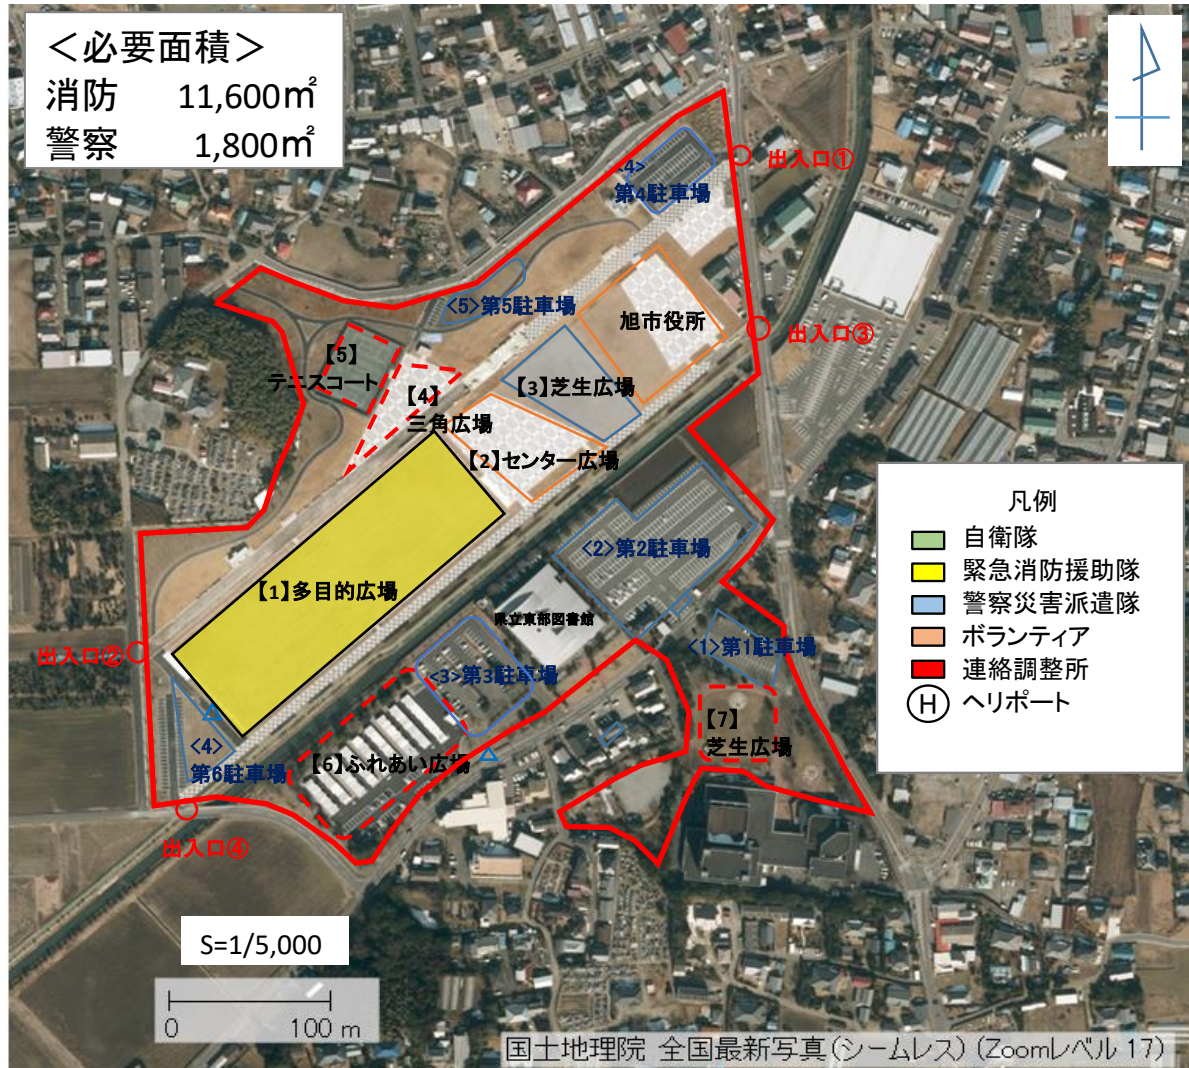 ＜必要面積＞
消防 11,600㎡
警察 1,800㎡
出入口①
<4>
第4駐車場
<5>第5駐車場
旭市役所
出入口③
【5】
テニスコート
【3】芝生広場
【4】
三角広場
【2】センター広場
凡例
自衛隊
緊急消防援助隊
警察災害派遣隊
ボランティア
連絡調整所
H ヘリポート
<2>第2駐車場
【1】多目的広場
県立東部図書館
出入口②
<1>第1駐車場
<3>第3駐車場
【7】
芝生広場
<4>
第6駐車場
【6】ふれあい広場
出入口④
S=1/5,000
0 100 m
国土地理院 全国最新写真(シームレス) (Zoomレベル 17)